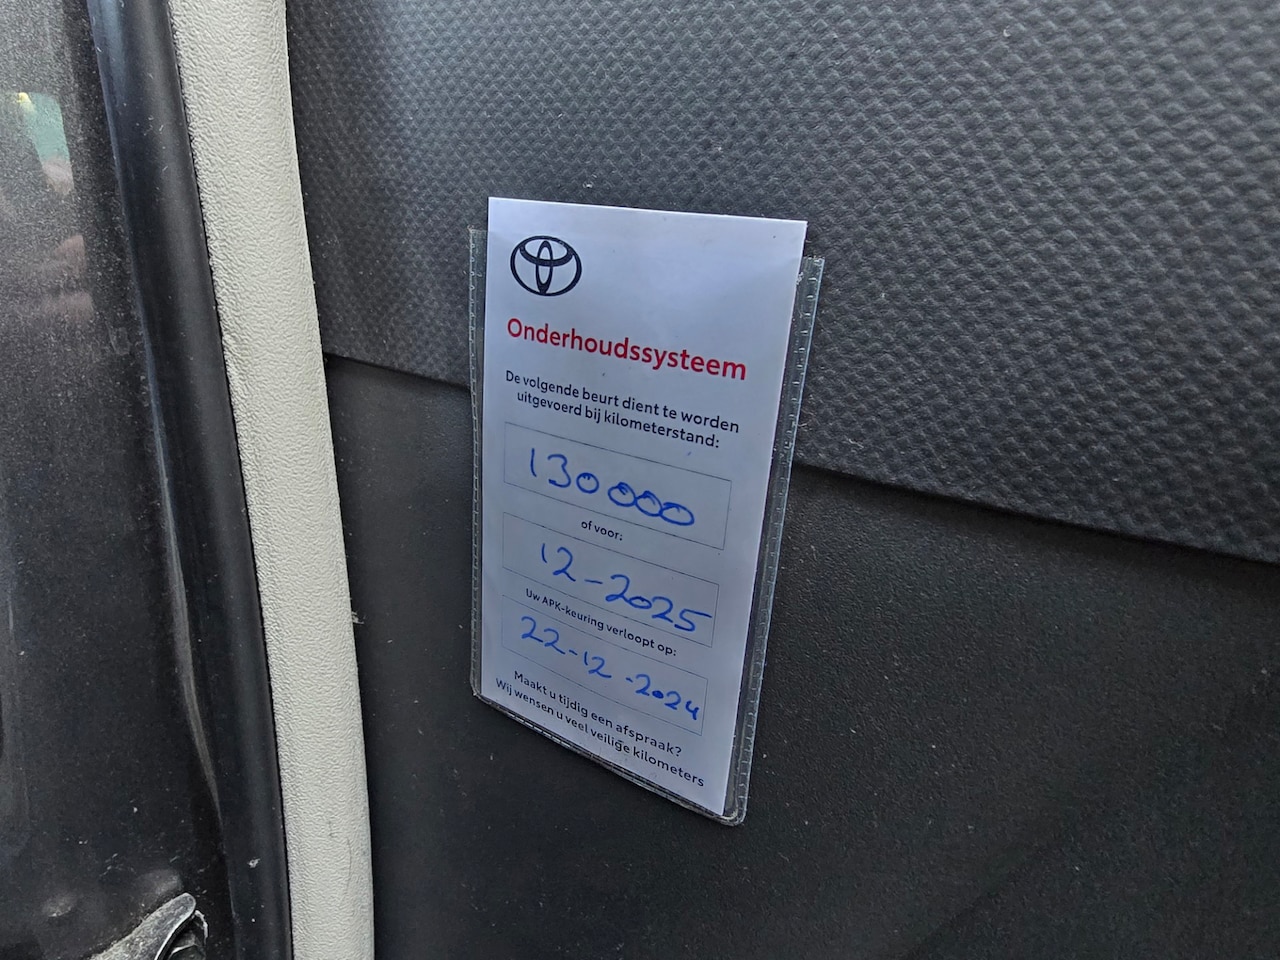 Onderhoudssysteem
De volgende beurt dient te worden
uitgevoerd bij kilometerstand:
130000
of voor:
12-2025
Uw APK-keuring verloopt op:
22-12-2024
Maakt u tijdig een afspraak?
Wij wensen u veel veilige kilometers